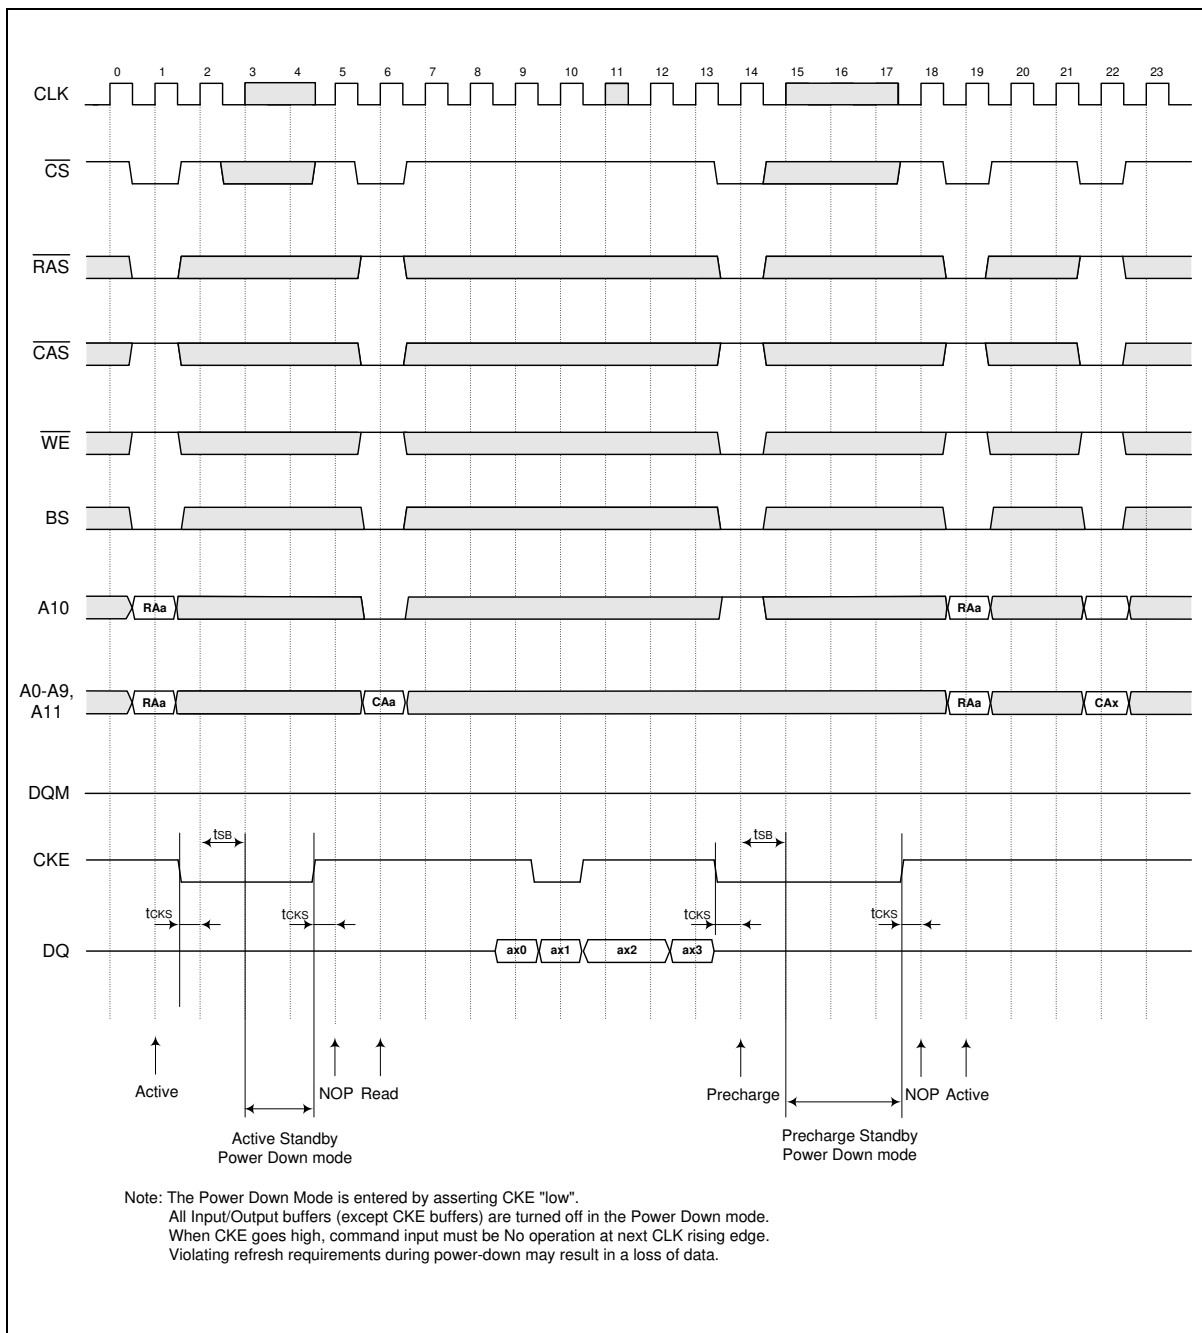 0 1 2 3 4 5 6 7 8 9 10 11 12 13 14 15 16 17 18 19 20 21 22 23
CLK
CS
RAS
CAS
WE
BS
A10 RAa RAa
A0-A9,
A11 RAa CAa RAa CAx
DQM
tSB tSB
CKE
tCKS tCKS tCKS tCKS
DQ ax0 ax1 ax2 ax3
Active NOP Read Precharge NOP Active
Active Standby
Power Down mode
Precharge Standby
Power Down mode
Note: The Power Down Mode is entered by asserting CKE "low".
All Input/Output buffers (except CKE buffers) are turned off in the Power Down mode.
When CKE goes high, command input must be No operation at next CLK rising edge.
Violating refresh requirements during power-down may result in a loss of data.